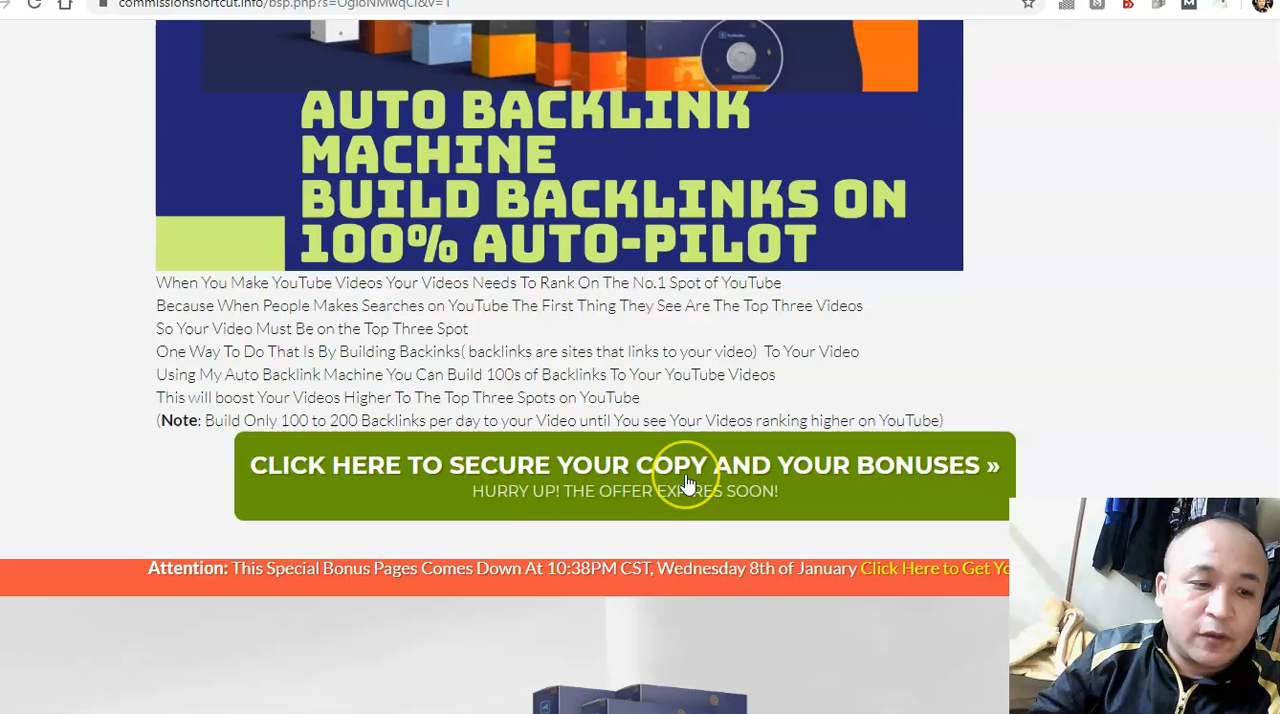 commissionshortcut.info/bsp.php?s=
AUTO BACKLINK
MACHINE
BUILD BACKLINKS ON
100% AUTO-PILOT
When You Make YouTube Videos Your Videos Needs To Rank On The No.1 Spot of YouTube
Because When People Makes Searches on YouTube The First Thing They See Are The Top Three Videos
So Your Video Must Be on the Top Three Spot
One Way To Do That Is By Building Backinks( backlinks are sites that links to your video) To Your Video
Using My Auto Backlink Machine You Can Build 100s of Backlinks To Your YouTube Videos
This will boost Your Videos Higher To The Top Three Spots on YouTube
(Note: Build Only 100 to 200 Backlinks per day to your Video until You see Your Videos ranking higher on YouTube)
CLICK HERE TO SECURE YOUR COPY AND YOUR BONUSES »
HURRY UP! THE OFFER EXPIRES SOON!
Attention: This Special Bonus Pages Comes Down At 10:38PM CST, Wednesday 8th of January Click Here to Get Yo